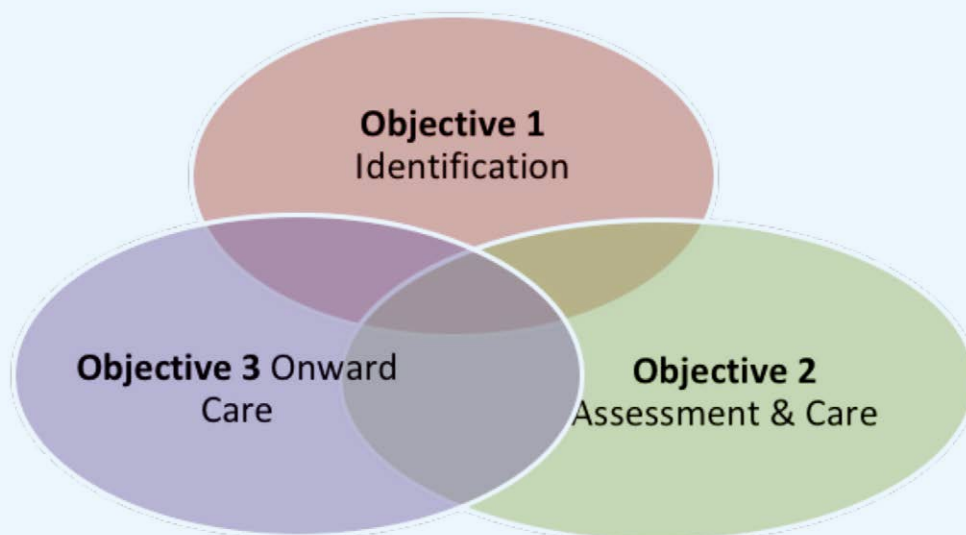 Objective 1
Identification
Objective 3 Onward
Care
Objective 2
Assessment & Care